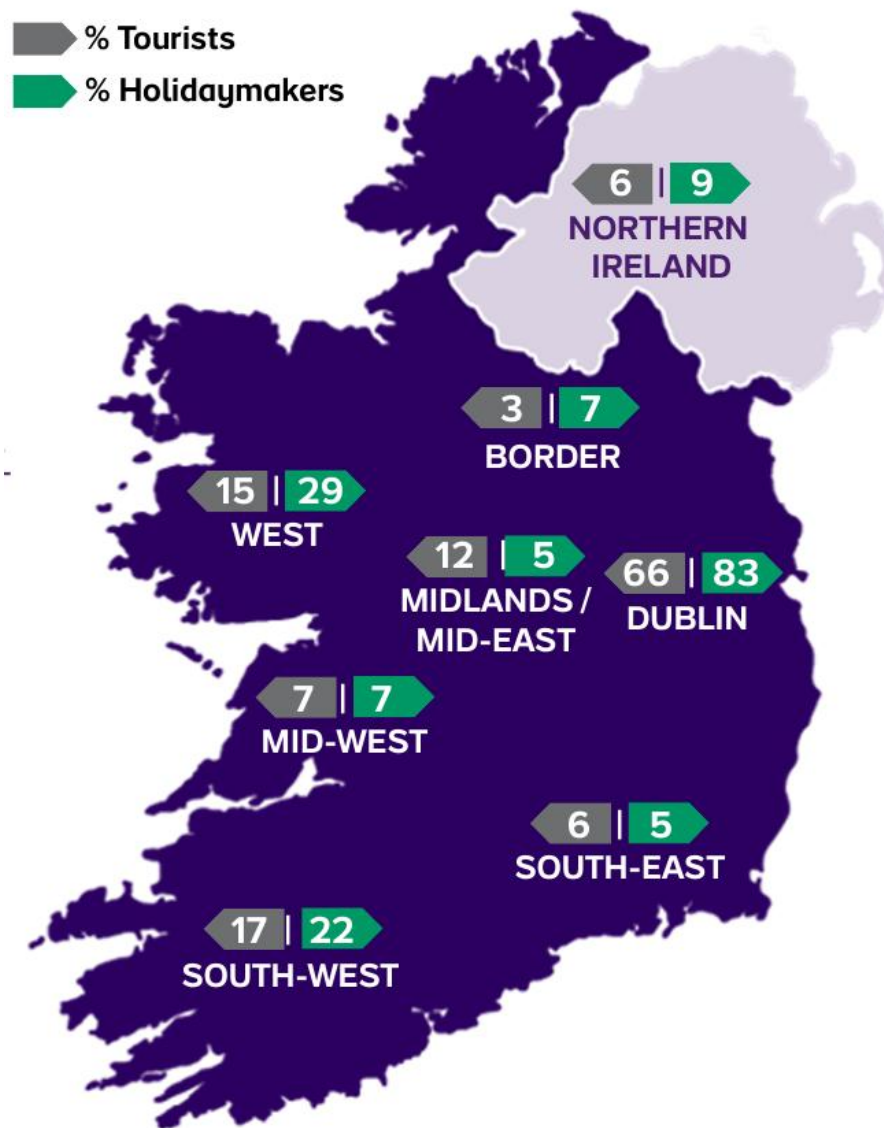 % Tourists
% Holidaymakers
6 | 9
NORTHERN
IRELAND
3 | 7
BORDER
15 | 29
WEST
12 | 5
MIDLANDS /
MID-EAST
66 | 83
DUBLIN
7 | 7
MID-WEST
6 | 5
SOUTH-EAST
17 | 22
SOUTH-WEST